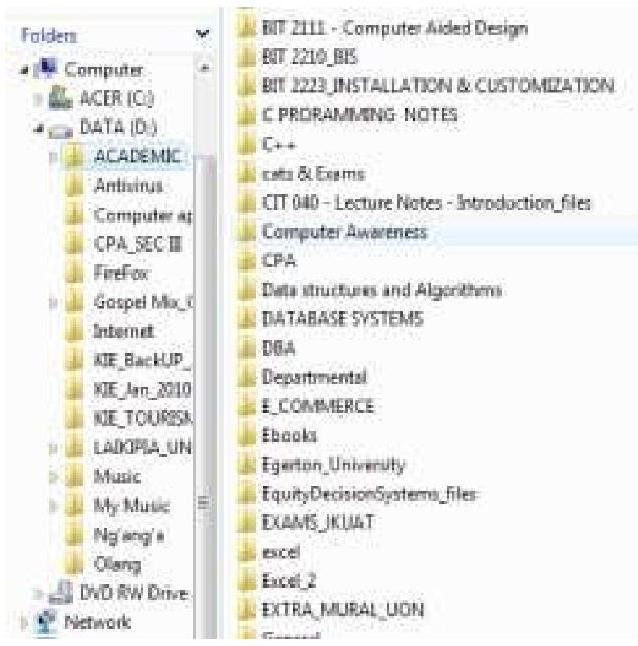 Folders
Computer
ACER (C:)
DATA (D:)
ACADEMIC
Antivirus
Computer ap
CPA_SEC III
FireFox
Gospel Mix_
Internet
KIE_BackUP_
KIE_Jan_2010
KIE_TOURISM
LAIKIPIA_UN
Music
My Music
Ng'ang'a
Olang
DVD RW Drive
Network
BIT 2111 - Computer Aided Design
BIT 2210_BIS
BIT 2223_INSTALLATION & CUSTOMIZATION
C PRORAMMING NOTES
C++
cats & Exams
CIT 040 - Lecture Notes - Introduction_files
Computer Awareness
CPA
Data structures and Algorithms
DATABASE SYSTEMS
DBA
Departmental
E_COMMERCE
Ebooks
Egerton_University
EquityDecisionSystems_files
EXAMS_JKUAT
excel
Excel_2
EXTRA_MURAL_UON
General